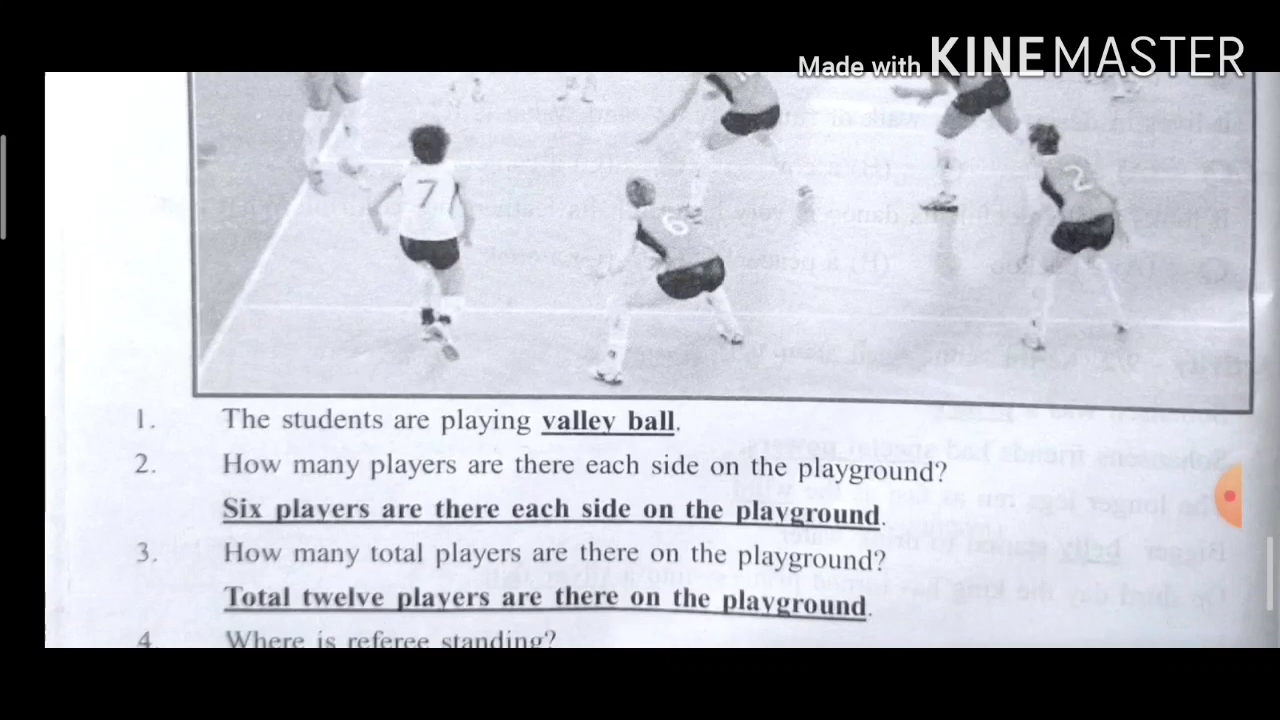 Made with KINEMASTER
7
6
2
1. The students are playing valley ball.
2. How many players are there each side on the playground?
Six players are there each side on the playground.
3. How many total players are there on the playground?
Total twelve players are there on the playground.
4. Where is referee standing?